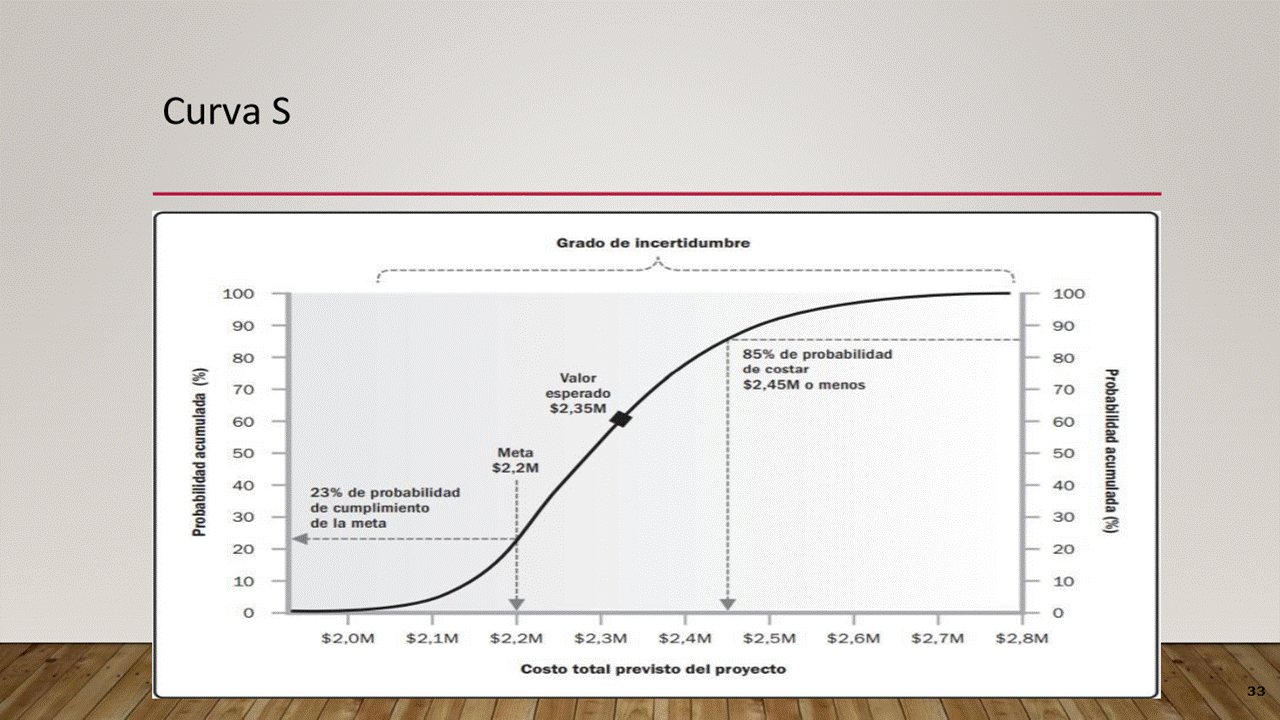 Curva S
Grado de incertidumbre
100
90
80
70
60
50
40
30
20
10
0
Probabilidad acumulada (%)
Valor
esperado
$2,35M
Meta
$2,2M
23% de probabilidad
de cumplimiento
de la meta
85% de probabilidad
de costar
$2,45M o menos
100
90
80
70
60
50
40
30
20
10
0
Probabilidad acumulada (%)
$2,0M
$2,1M
$2,2M
$2,3M
$2,4M
$2,5M
$2,6M
$2,7M
$2,8M
Costo total previsto del proyecto
33